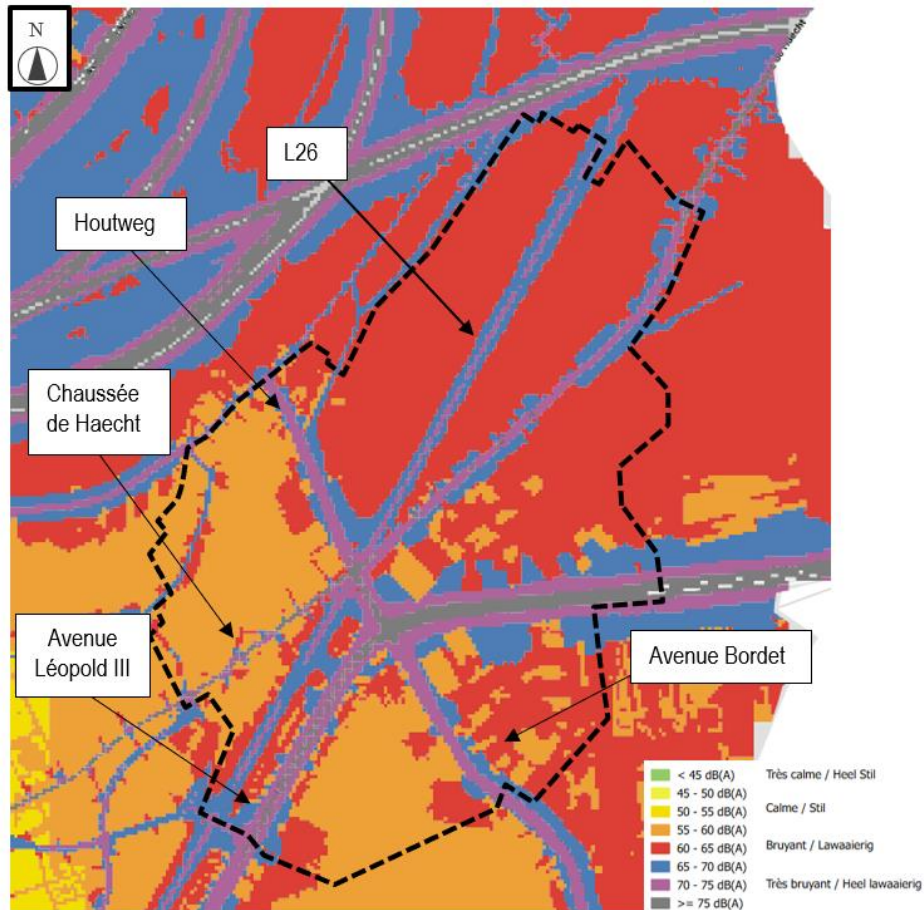 N
L26
Houtweg
Chaussée
de Haecht
Avenue
Léopold III
Avenue Bordet
< 45 dB(A) Très calme / Heel Stil
45 - 50 dB(A)
50 - 55 dB(A) Calme / Stil
55 - 60 dB(A)
60 - 65 dB(A) Bruyant / Lawaaierig
65 - 70 dB(A)
70 - 75 dB(A) Très bruyant / Heel lawaaierig
>= 75 dB(A)